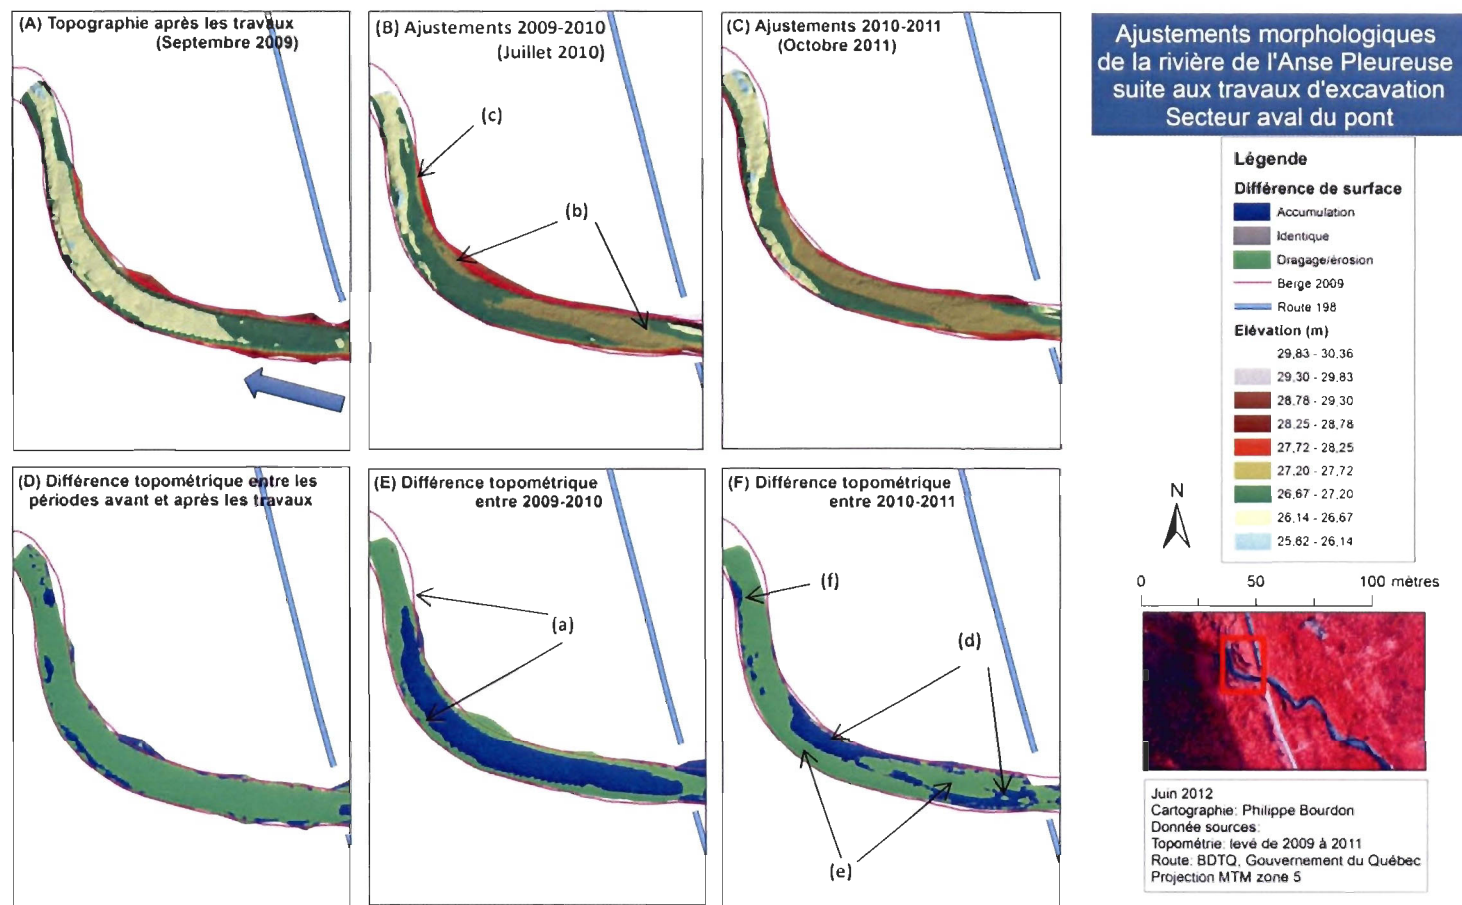 (A) Topographie après les travaux
(Septembre 2009)
(B) Ajustements 2009-2010
(Juillet 2010)
(c)
(b)
(C) Ajustements 2010-2011
(Octobre 2011)
Ajustements morphologiques
de la rivière de l'Anse Pleureuse
suite aux travaux d'excavation
Secteur aval du pont
Légende
Différence de surface
Accumulation
Identique
Dragage/érosion
Berge 2009
Route 198
Elévation (m)
29,83 - 30,36
29,30 - 29,83
28,78 - 29,30
28,25 - 28,78
27,72 - 28,25
27,20 - 27,72
26,67 - 27,20
26,14 - 26,67
25,62 - 26,14
(D) Différence topométrique entre les
périodes avant et après les travaux
(E) Différence topométrique
entre 2009-2010
(a)
(F) Différence topométrique
entre 2010-2011
(f)
(d)
(e)
N
0 50 100 mètres
Juin 2012
Cartographie: Philippe Bourdon
Donnée sources:
Topométrie: levé de 2009 à 2011
Route: BDTQ, Gouvernement du Québec
Projection MTM zone 5